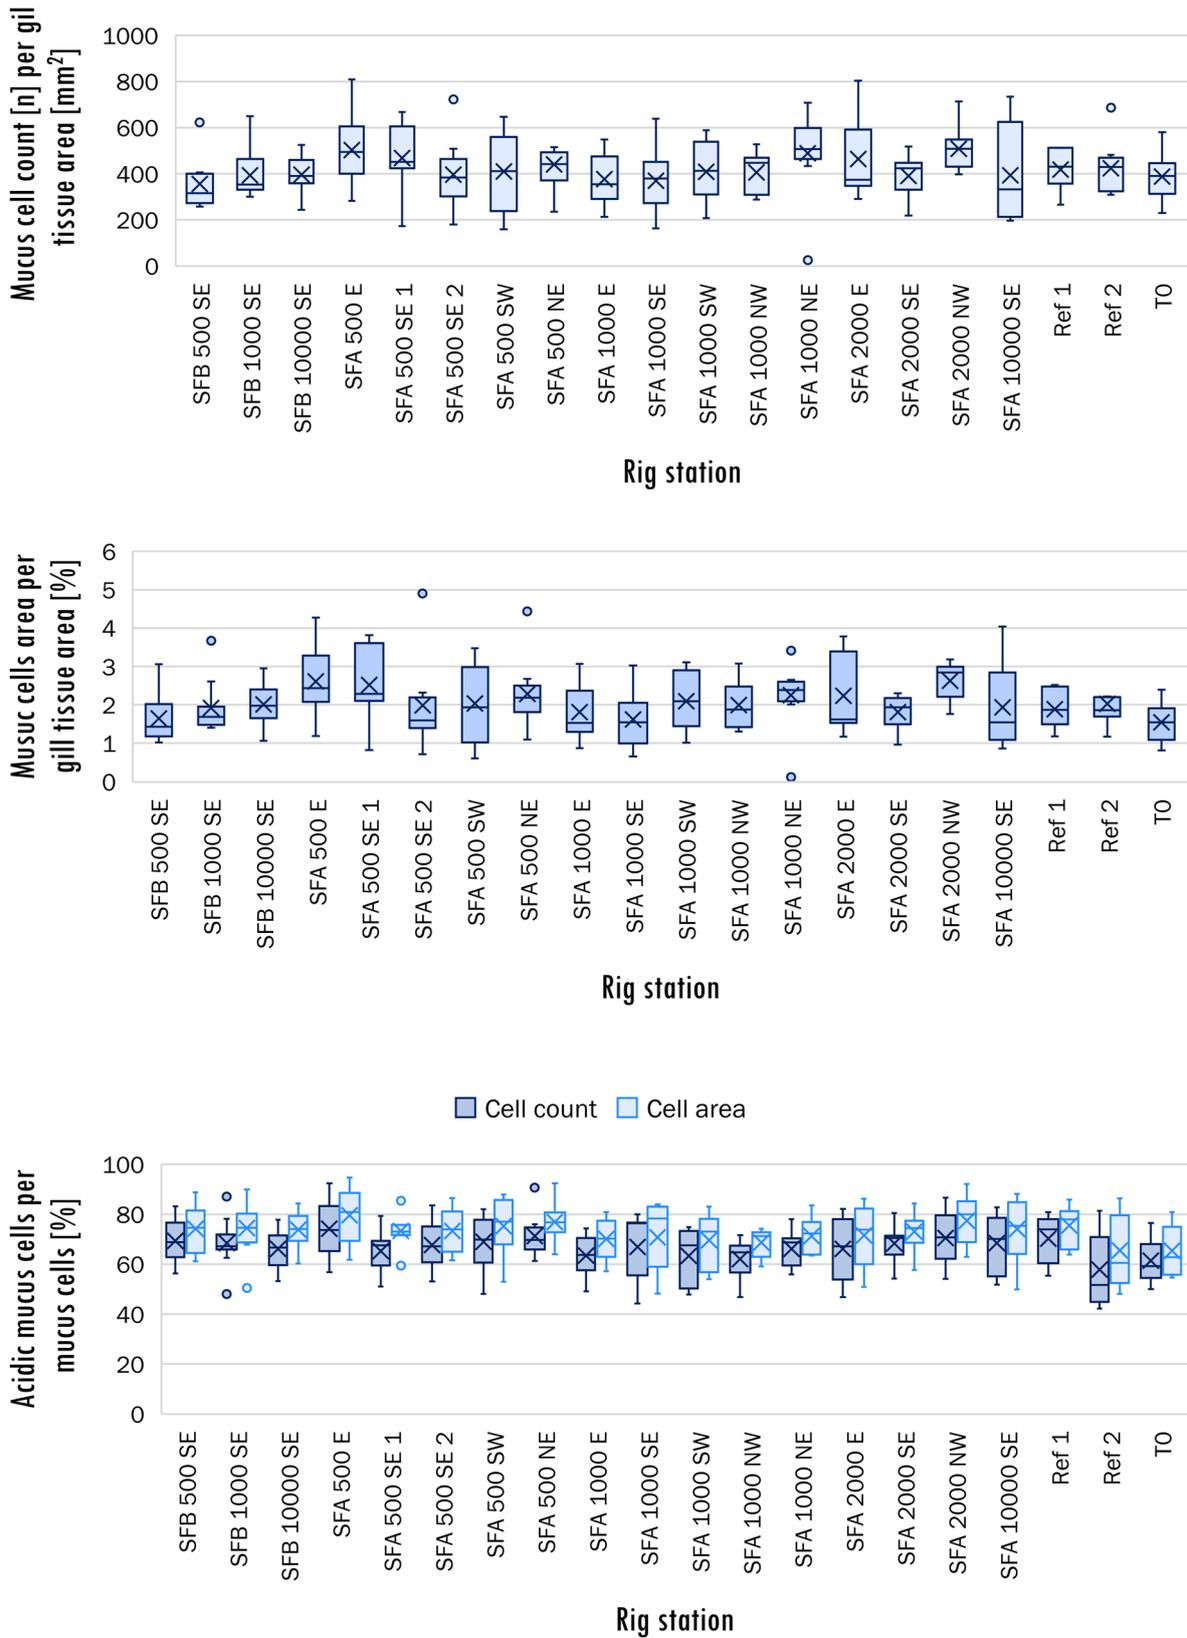 Mucus cell count [n] per gil
tissue area [mm²]
1000
800
600
400
200
0
SFB 500 SE
SFB 1000 SE
SFB 10000 SE
SFA 500 E
SFA 500 SE 1
SFA 500 SE 2
SFA 500 SW
SFA 500 NE
SFA 1000 E
SFA 1000 SE
SFA 1000 SW
SFA 1000 NW
SFA 1000 NE
SFA 2000 E
SFA 2000 SE
SFA 2000 NW
SFA 10000 SE
Ref 1
Ref 2
T0
Rig station
Musuc cells area per
gill tissue area [%]
6
5
4
3
2
1
0
SFB 500 SE
SFB 1000 SE
SFB 10000 SE
SFA 500 E
SFA 500 SE 1
SFA 500 SE 2
SFA 500 SW
SFA 500 NE
SFA 1000 E
SFA 1000 SE
SFA 1000 SW
SFA 1000 NW
SFA 1000 NE
SFA 2000 E
SFA 2000 SE
SFA 2000 NW
SFA 10000 SE
Ref 1
Ref 2
T0
Rig station
Cell count Cell area
Acidic mucus cells per
mucus cells [%]
100
80
60
40
20
0
SFB 500 SE
SFB 1000 SE
SFB 10000 SE
SFA 500 E
SFA 500 SE 1
SFA 500 SE 2
SFA 500 SW
SFA 500 NE
SFA 1000 E
SFA 1000 SE
SFA 1000 SW
SFA 1000 NW
SFA 1000 NE
SFA 2000 E
SFA 2000 SE
SFA 2000 NW
SFA 10000 SE
Ref 1
Ref 2
T0
Rig station